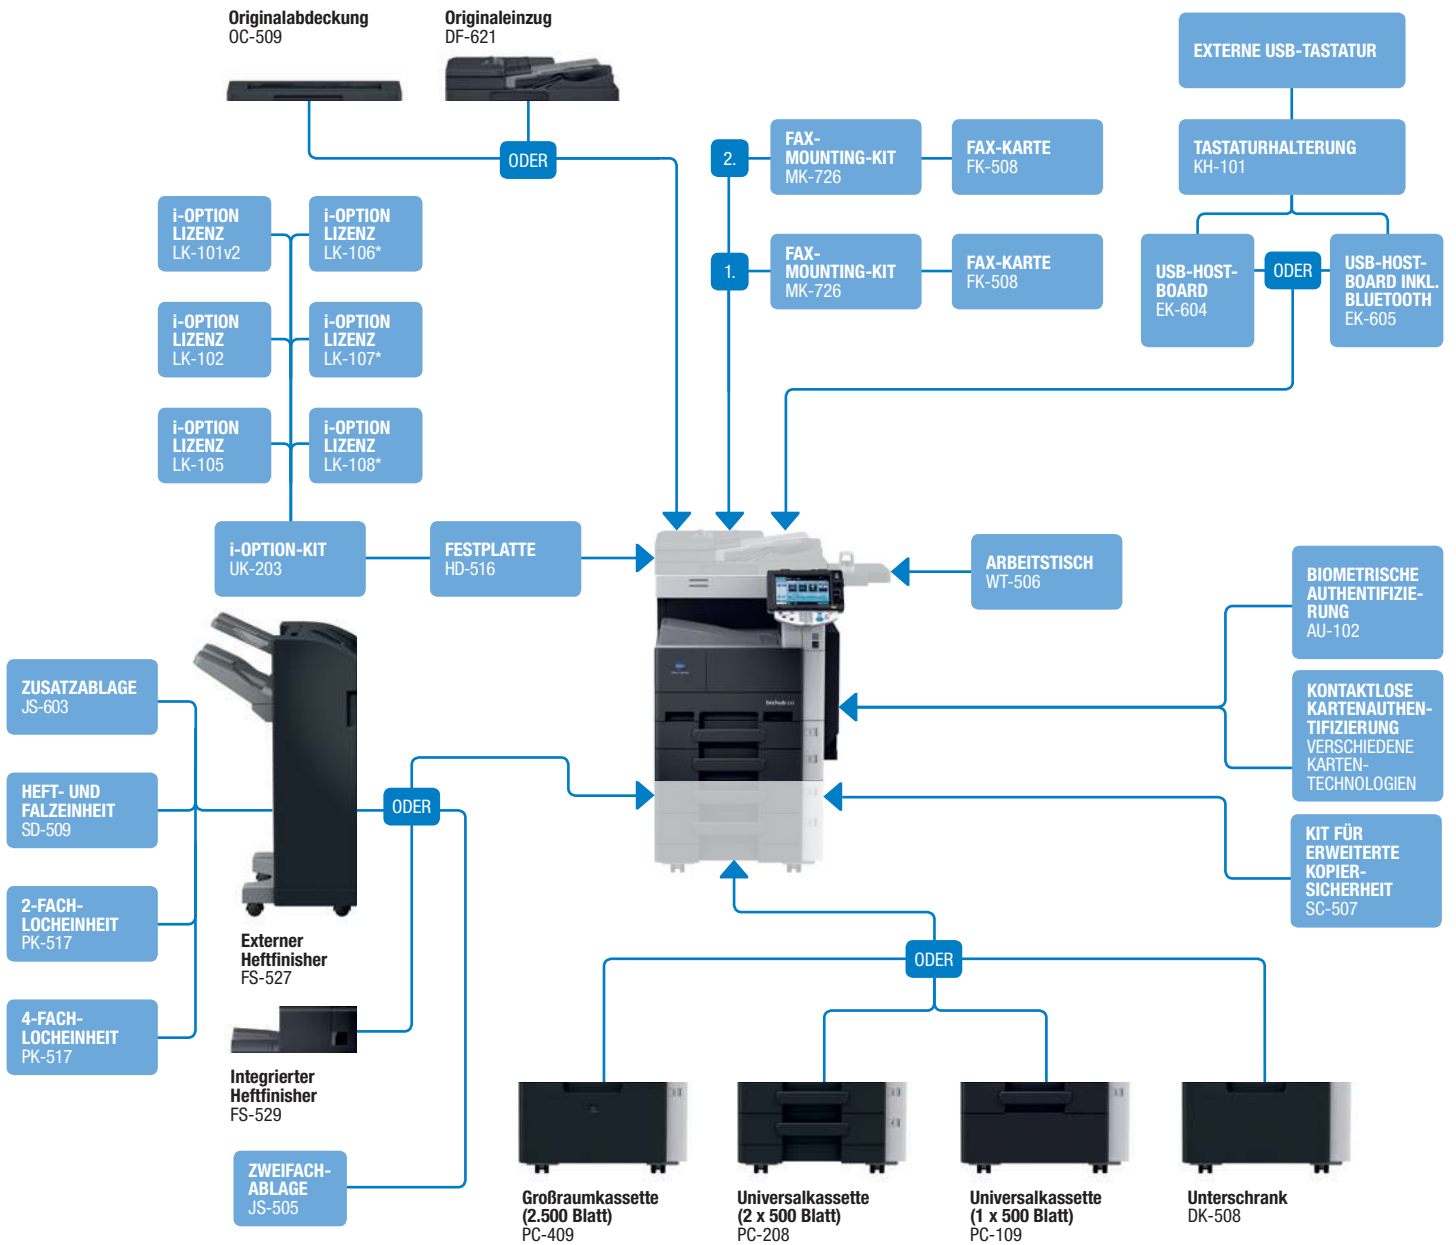 Originalabdeckung
OC-509
Originaleinzug
DF-621
ODER
EXTERNE USB-TASTATUR
TASTATURHALTERUNG
KH-101
USB-HOST-
BOARD
EK-604
ODER
USB-HOST-
BOARD INKL.
BLUETOOTH
EK-605
2.
FAX-
MOUNTING-KIT
MK-726
FAX-KARTE
FK-508
1.
FAX-
MOUNTING-KIT
MK-726
FAX-KARTE
FK-508
i-OPTION
LIZENZ
LK-101v2
i-OPTION
LIZENZ
LK-106*
i-OPTION
LIZENZ
LK-102
i-OPTION
LIZENZ
LK-107*
i-OPTION
LIZENZ
LK-105
i-OPTION
LIZENZ
LK-108*
i-OPTION-KIT
UK-203
FESTPLATTE
HD-516
ARBEITSTISCH
WT-506
BIOMETRISCHE
AUTHENTIFIZIE-
RUNG
AU-102
KONTAKTLOSE
KARTENAUTHEN-
TIFIZIERUNG
VERSCHIEDENE
KARTEN-
TECHNOLOGIEN
KIT FÜR
ERWEITERTE
KOPIER-
SICHERHEIT
SC-507
ZUSATZABLAGE
JS-603
HEFT- UND
FALZEINHEIT
SD-509
2-FACH-
LOCHEINHEIT
PK-517
4-FACH-
LOCHEINHEIT
PK-517
ODER
Externer
Heftfinisher
FS-527
Integrierter
Heftfinisher
FS-529
ZWEIFACH-
ABLAGE
JS-505
ODER
Großraumkassette
(2.500 Blatt)
PC-409
Universalkassette
(2 x 500 Blatt)
PC-208
Universalkassette
(1 x 500 Blatt)
PC-109
Unterschrank
DK-508